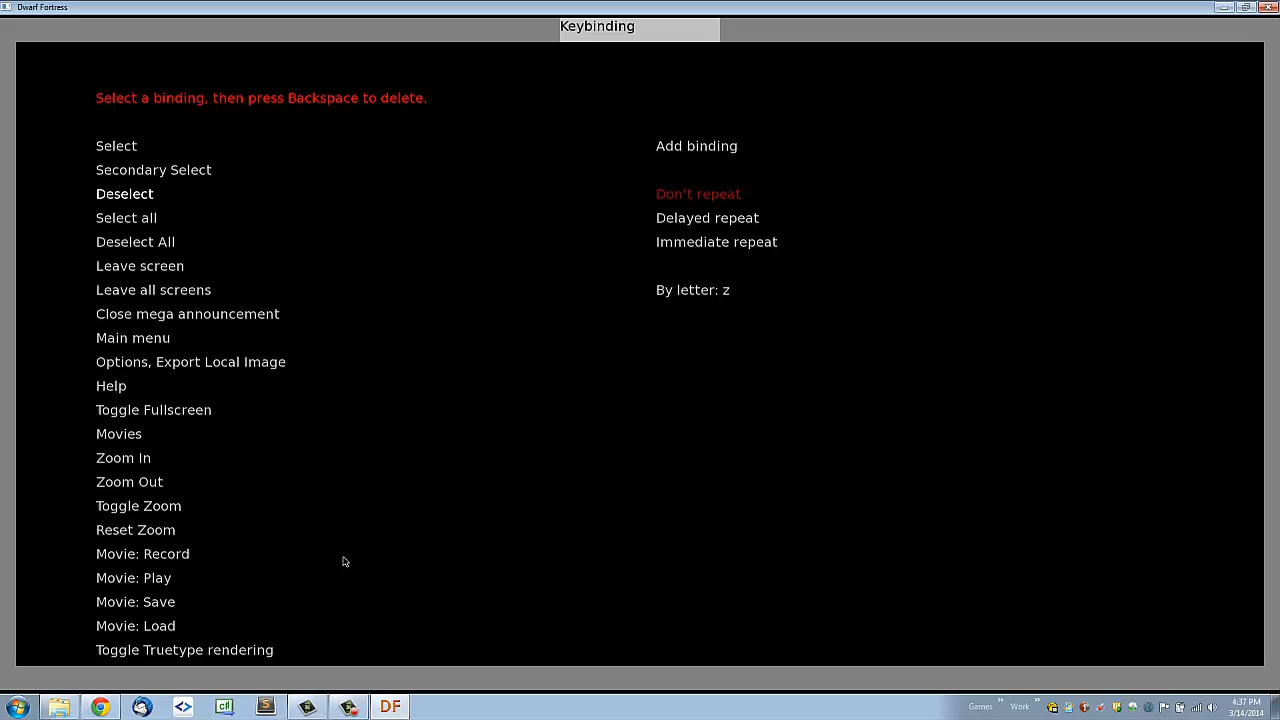 Dwarf Fortress
Keybinding
Select a binding, then press Backspace to delete.
Select
Add binding
Secondary Select
Deselect
Don't repeat
Select all
Delayed repeat
Deselect All
Immediate repeat
Leave screen
Leave all screens
By letter: z
Close mega announcement
Main menu
Options, Export Local Image
Help
Toggle Fullscreen
Movies
Zoom In
Zoom Out
Toggle Zoom
Reset Zoom
Movie: Record
Movie: Play
Movie: Save
Movie: Load
Toggle Truetype rendering
C#
S
DF
Games
Work
4:37 PM
3/14/2014